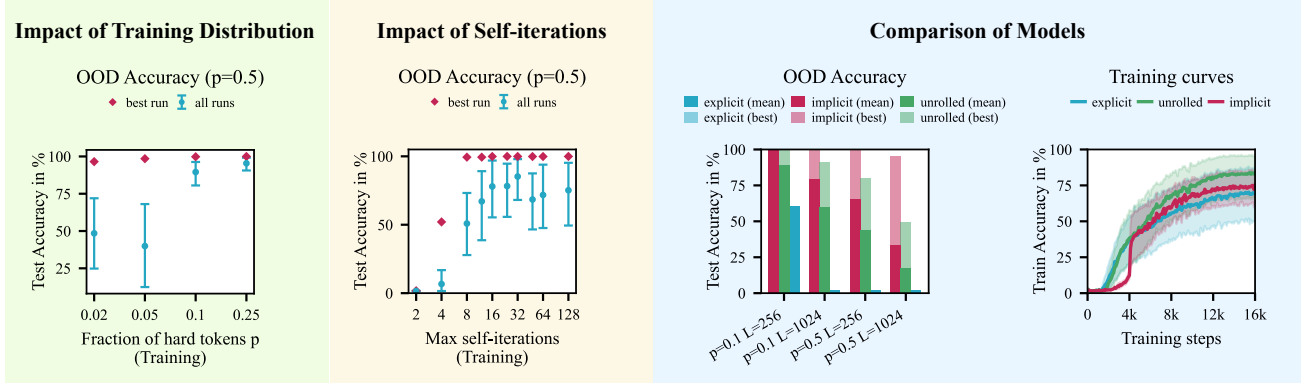 Impact of Training Distribution
OOD Accuracy (p=0.5)
best run
all runs
Test Accuracy in %
100
75
50
25
0.02
0.05
0.1
0.25
Fraction of hard tokens p
(Training)
Impact of Self-iterations
OOD Accuracy (p=0.5)
best run
all runs
Test Accuracy in %
100
75
50
25
0
2
4
8
16
32
64
128
Max self-iterations
(Training)
Comparison of Models
OOD Accuracy
explicit (mean)
implicit (mean)
unrolled (mean)
explicit (best)
implicit (best)
unrolled (best)
Test Accuracy in %
100
75
50
25
0
p=0.1 L=256
p=0.1 L=1024
p=0.5 L=256
p=0.5 L=1024
Training curves
explicit
unrolled
implicit
Train Accuracy in %
100
75
50
25
0
0
4k
8k
12k
16k
Training steps